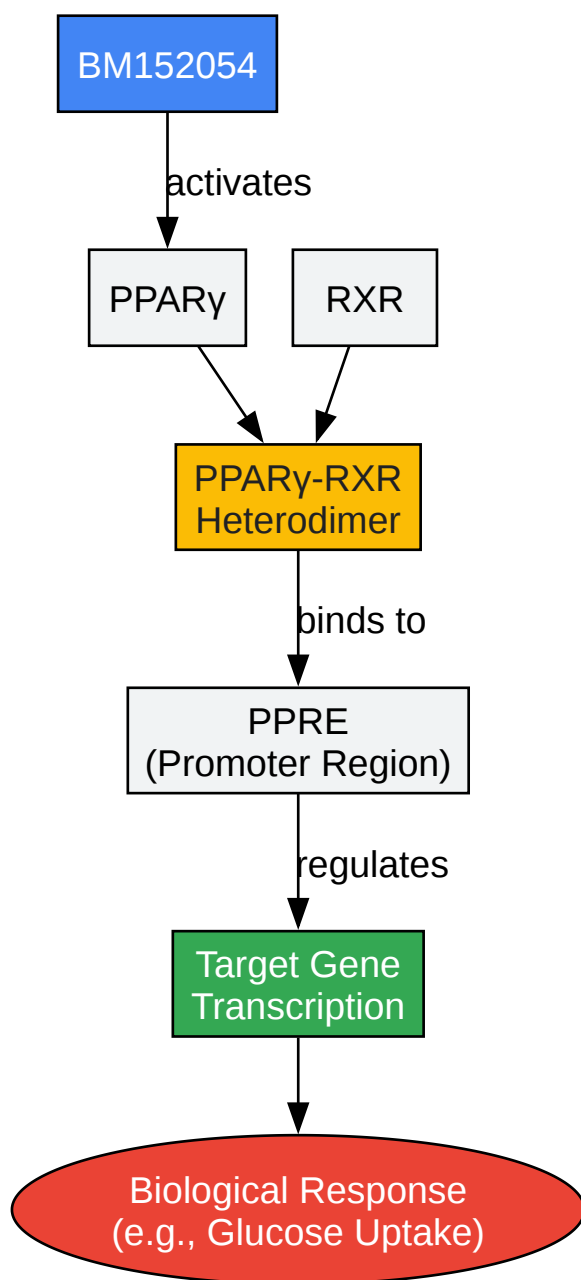 BM152054
activates
PPARγ
RXR
PPARγ-RXR
Heterodimer
binds to
PPRE
(Promoter Region)
regulates
Target Gene
Transcription
Biological Response
(e.g., Glucose Uptake)